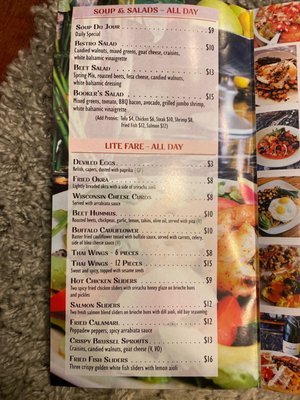 SOUP & SALADS - ALL DAY
SOUP DU JOUR $9
Daily Special
BISTRO SALAD $10
Candied walnuts, mixed greens, goat cheese, craisins,
white balsamic vinaigrette
BEET SALAD $13
Spring Mix, roasted beets, feta cheese, candied walnuts,
white balsamic dressing
BOOKER'S SALAD $15
Mixed greens, tomato, BBQ bacon, avocado, grilled jumbo shrimp,
white balsamic vinaigrette
(Add Protein: Tofu $4, Chicken $6, Steak $10, Shrimp $8,
Fried Fish $12, Salmon $12)
LITE FARE - ALL DAY
DEVILED EGGS $3
Relish, capers, dusted with paprika (GF)
FRIED OKRA $8
Lightly breaded okra with a side of sriracha aioli
WISCONSIN CHEESE CURDS $8
Served with arrabiata sauce
BEET HUMMUS $10
Roasted beets, chickpeas, garlic, lemon, tahini, olive oil, served with pita
BUFFALO CAULIFLOWER $10
Batter fried cauliflower tossed with buffalo sauce, served with carrots, celery,
side of bleu cheese sauce (V)
THAI WINGS - 6 PIECES $8
THAI WINGS - 12 PIECES $15
Sweet and spicy, topped with sesame seeds
HOT CHICKEN SLIDERS $9
Two spicy fried chicken sliders with sriracha honey glaze on brioche buns
and pickles
SALMON SLIDERS $12
Two fresh salmon blend sliders on brioche buns with dill aioli, old bay seasoning
FRIED CALAMARI $12
Peppadew peppers, spicy arrabiata sauce
CRISPY BRUSSEL SPROUTS $13
Craisins, candied walnuts, goat cheese (V, VO)
FRIED FISH SLIDERS $16
Three crispy golden white fish sliders with lemon aioli